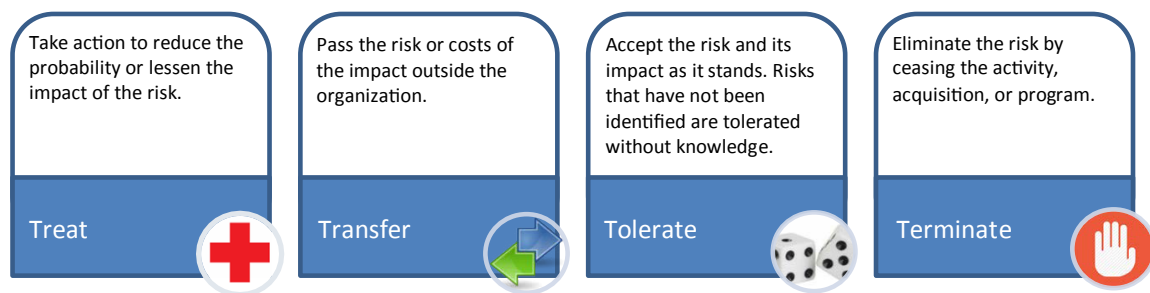 Take action to reduce the
probability or lessen the
impact of the risk.
Treat
Pass the risk or costs of
the impact outside the
organization.
Transfer
Accept the risk and its
impact as it stands. Risks
that have not been
identified are tolerated
without knowledge.
Tolerate
Eliminate the risk by
ceasing the activity,
acquisition, or program.
Terminate